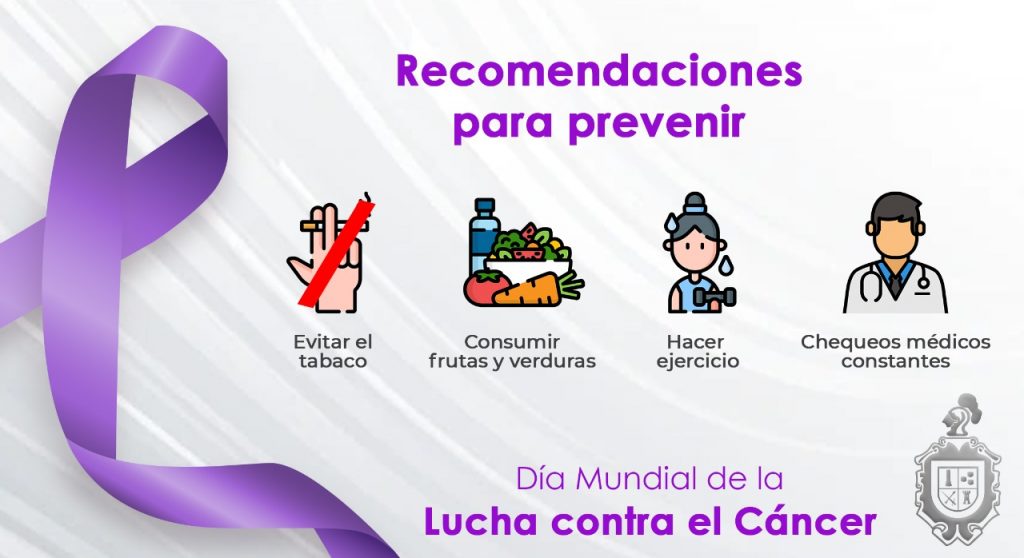 Recomendaciones
para prevenir
Evitar el
tabaco
Consumir
frutas y verduras
Hacer
ejercicio
Chequeos médicos
constantes
Día Mundial de la
Lucha contra el Cáncer